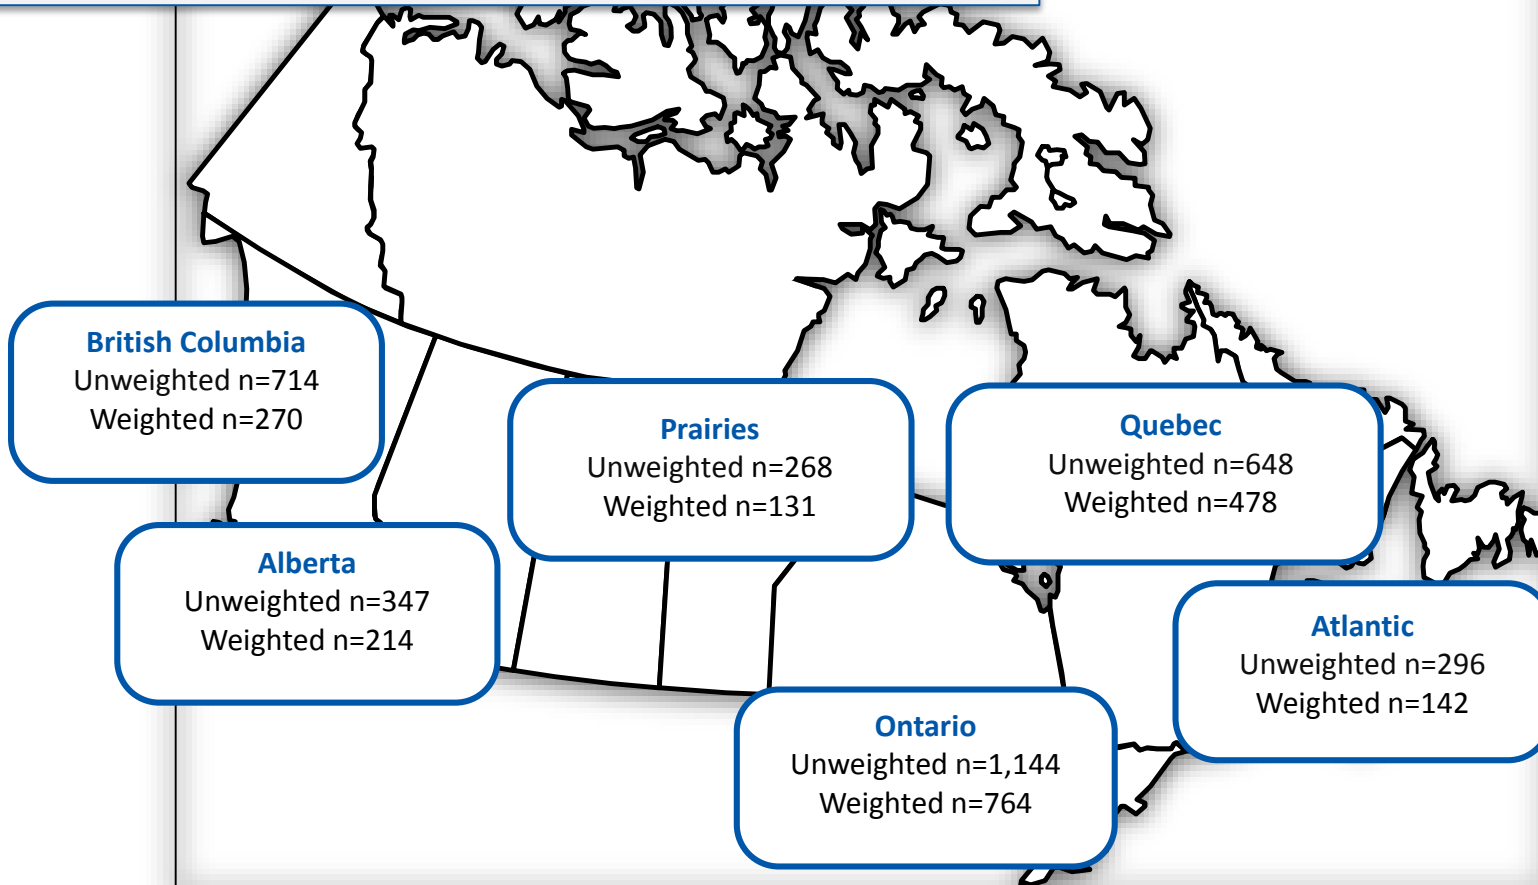 British Columbia
Unweighted n=714
Weighted n=270
Prairies
Unweighted n=268
Weighted n=131
Quebec
Unweighted n=648
Weighted n=478
Alberta
Unweighted n=347
Weighted n=214
Atlantic
Unweighted n=296
Weighted n=142
Ontario
Unweighted n=1,144
Weighted n=764